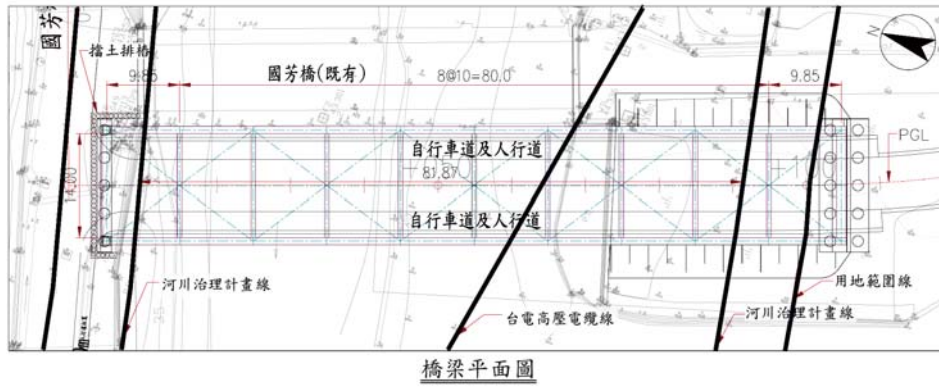 國芳
擋土排樁
9.85
國芳橋(既有)
8@10=80.0
9.85
N
PGL
自行車道及人行道
81.87
14.00
自行車道及人行道
河川治理計畫線
台電高壓電纜線
河川治理計畫線
用地範圍線
橋梁平面圖